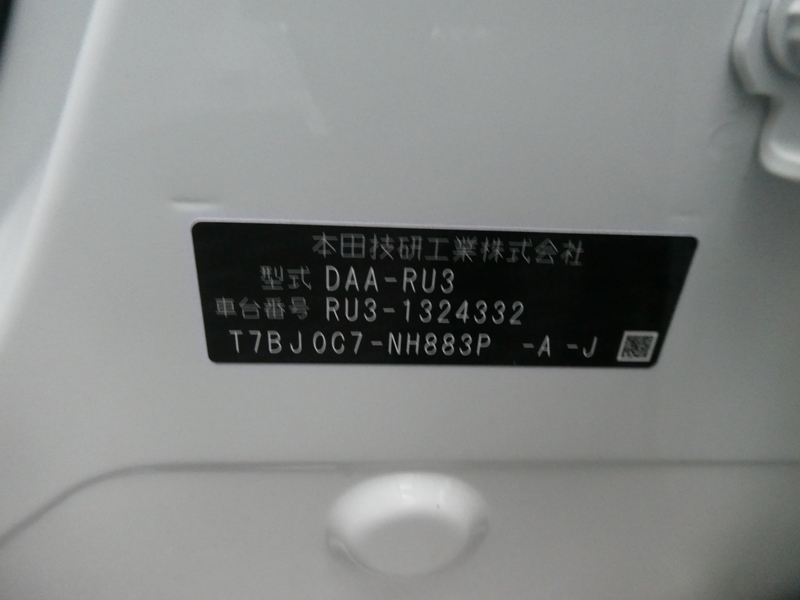 本田技研工業株式会社
型式 DAA-RU3
車台番号 RU3-1324332
T7BJ0C7-NH883P -A -J